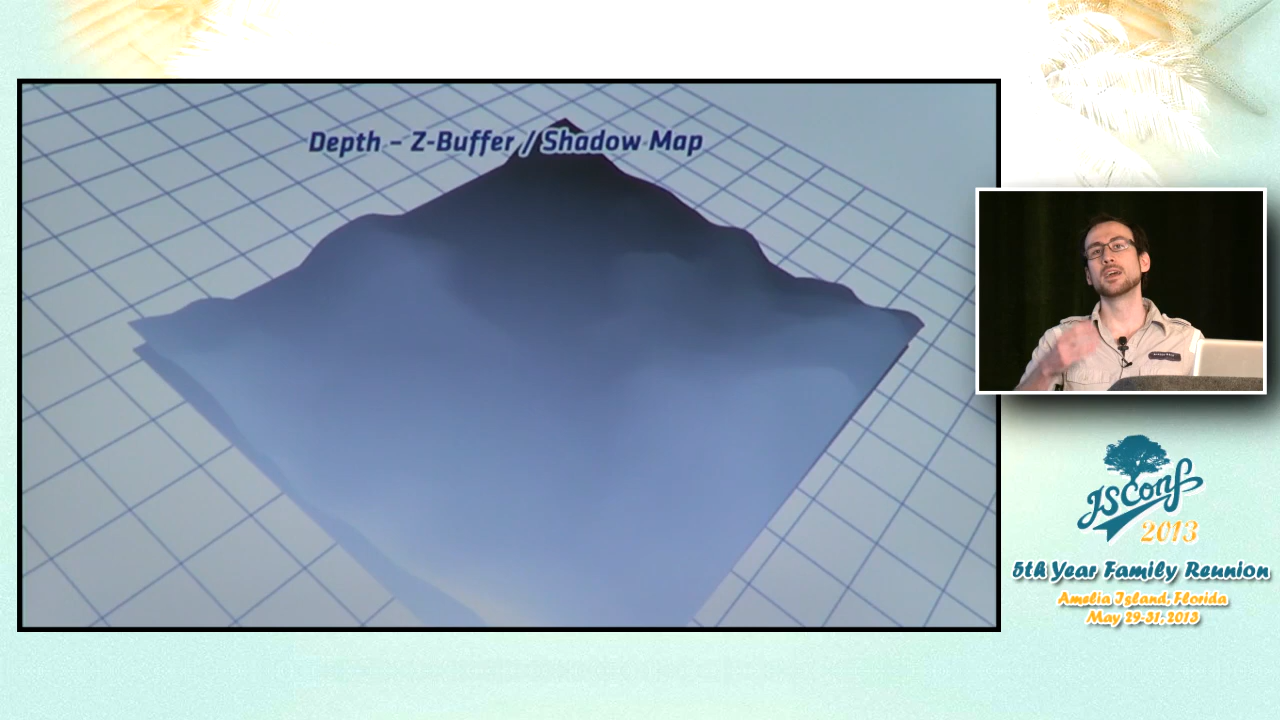 Depth – Z-Buffer / Shadow Map
JSConf
2013
5th Year Family Reunion
Amelia Island, Florida
May 29-31, 2013